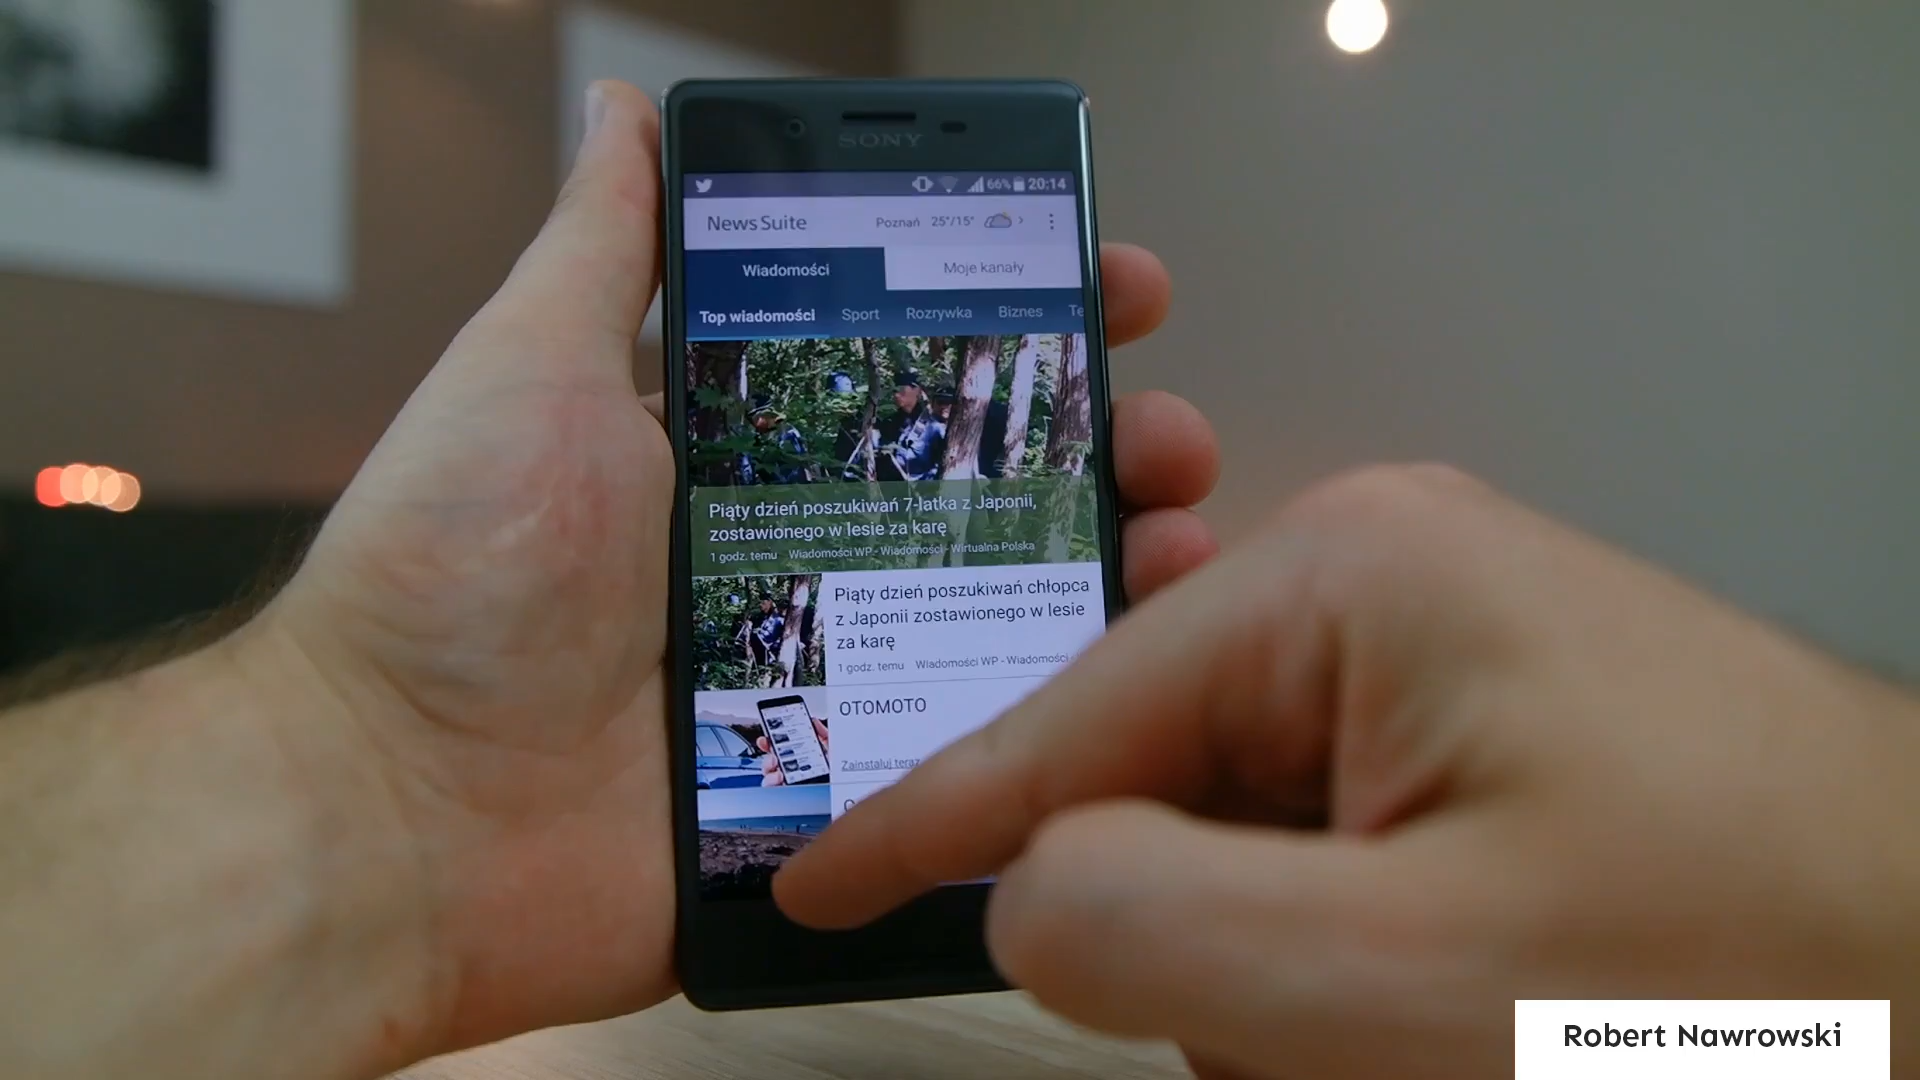 SONY
66% 20:14
News Suite
Poznań 25°/15°
Wiadomości
Moje kanały
Top wiadomości Sport Rozrywka Biznes Te
Piąty dzień poszukiwań 7-latka z Japonii,
zostawionego w lesie za karę
1 godz. temu Wiadomości WP - Wiadomości - Wirtualna Polska
Piąty dzień poszukiwań chłopca
z Japonii zostawionego w lesie
za karę
1 godz. temu Wiadomości WP - Wiadomości -
OTOMOTO
Zainstaluj teraz
Robert Nawrowski